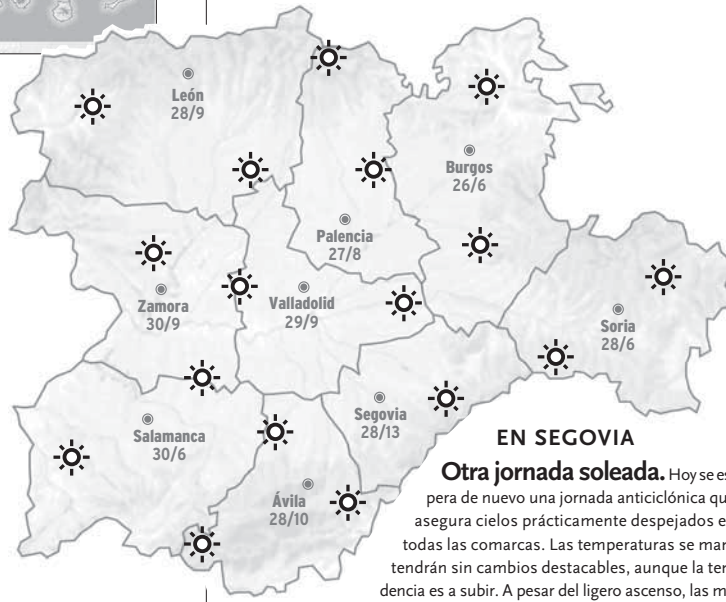 León
28/9
Burgos
26/6
Palencia
27/8
Zamora
30/9
Valladolid
29/9
Soria
28/6
Segovia
28/13
Salamanca
30/6
Ávila
28/10
EN SEGOVIA
Otra jornada soleada. Hoy se es
pera de nuevo una jornada anticiclónica qu
asegura cielos prácticamente despejados e
todas las comarcas. Las temperaturas se man
tendrán sin cambios destacables, aunque la ten
dencia es a subir. A pesar del ligero ascenso, las m